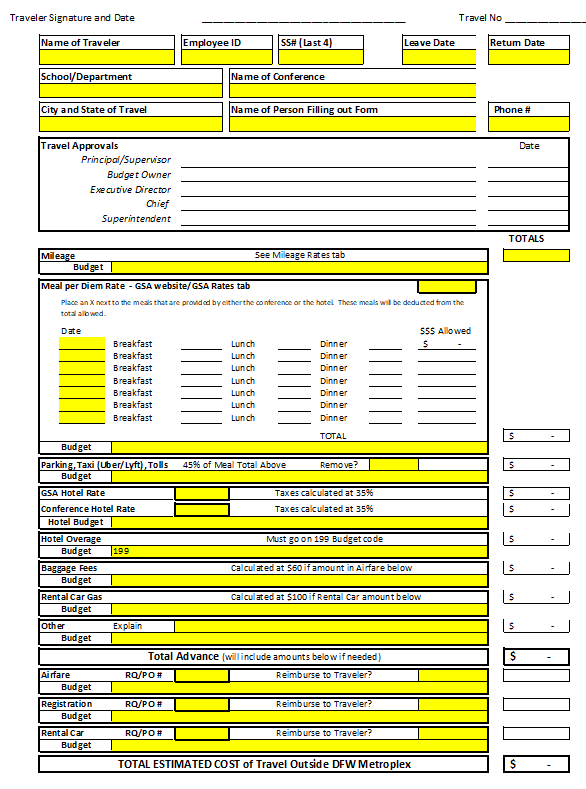 Traveler Signature and Date ____________________ Travel No ____________
Name of Traveler Employee ID SS# (Last 4) Leave Date Return Date
School/Department Name of Conference
City and State of Travel Name of Person Filling out Form Phone #
Travel Approvals Date
Principal/Supervisor
Budget Owner
Executive Director
Chief
Superintendent
TOTALS
Mileage See Mileage Rates tab
Budget
Meal per Diem Rate - GSA website/GSA Rates tab
Place an X next to the meals that are provided by either the conference or the hotel. These meals will be deducted from the
total allowed.
Date $$$ Allowed
Breakfast Lunch Dinner $ -
Breakfast Lunch Dinner
Breakfast Lunch Dinner
Breakfast Lunch Dinner
Breakfast Lunch Dinner
Breakfast Lunch Dinner
Breakfast Lunch Dinner
TOTAL $ -
Budget
Parking, Taxi (Uber/Lyft), Tolls 45% of Meal Total Above Remove? $ -
Budget
GSA Hotel Rate Taxes calculated at 35% $ -
Conference Hotel Rate Taxes calculated at 35% $ -
Hotel Budget
Hotel Overage Must go on 199 Budget code $ -
Budget 199
Baggage Fees Calculated at $60 if amount in Airfare below $ -
Budget
Rental Car Gas Calculated at $100 if Rental Car amount below $ -
Budget
Other Explain $ -
Budget
Total Advance (will include amounts below if needed) $ -
Airfare RQ/PO # Reimburse to Traveler?
Budget
Registration RQ/PO # Reimburse to Traveler?
Budget
Rental Car RQ/PO # Reimburse to Traveler?
Budget
TOTAL ESTIMATED COST of Travel Outside DFW Metroplex $ -